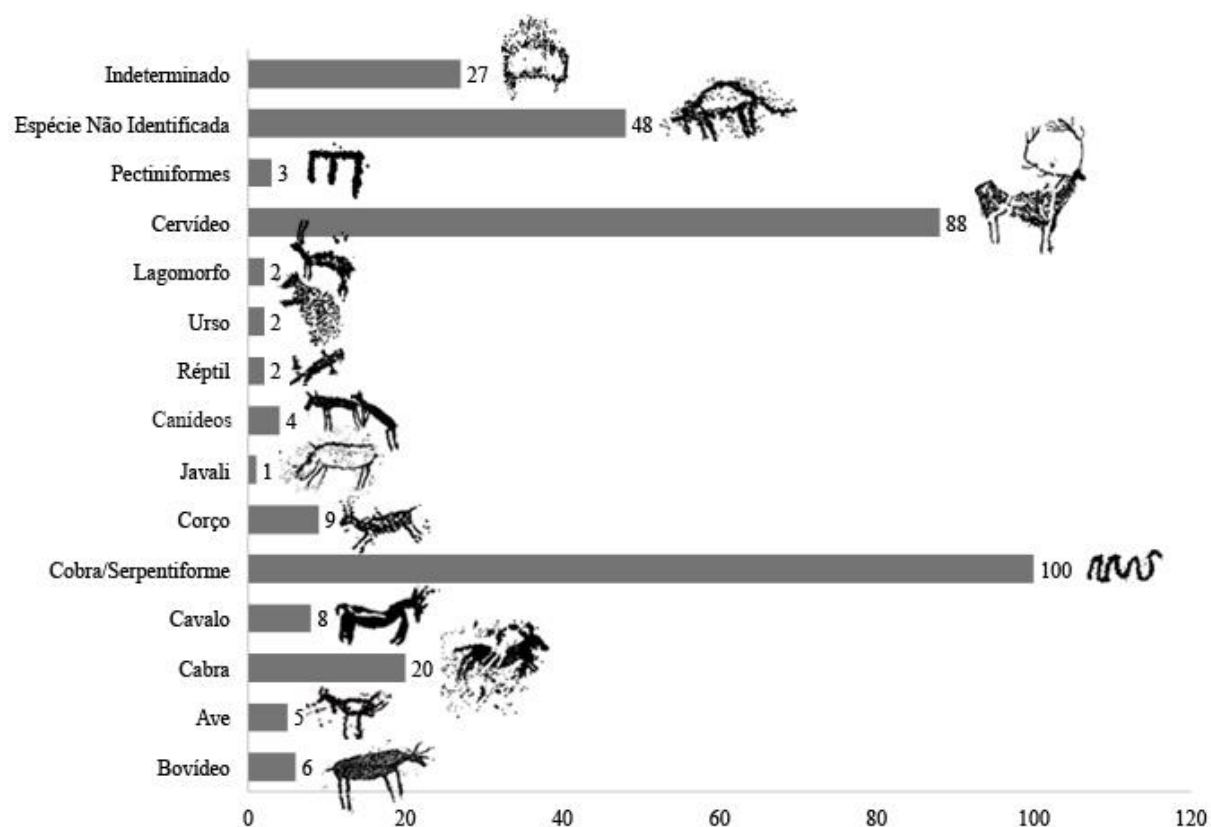 Indeterminado 27
Espécie Não Identificada 48
Pectiniformes 3
Cervídeo 88
Lagomorfo 2
Urso 2
Réptil 2
Canídeos 4
Javali 1
Corço 9
Cobra/Serpentiforme 100
Cavalo 8
Cabra 20
Ave 5
Bovídeo 6
0 20 40 60 80 100 120